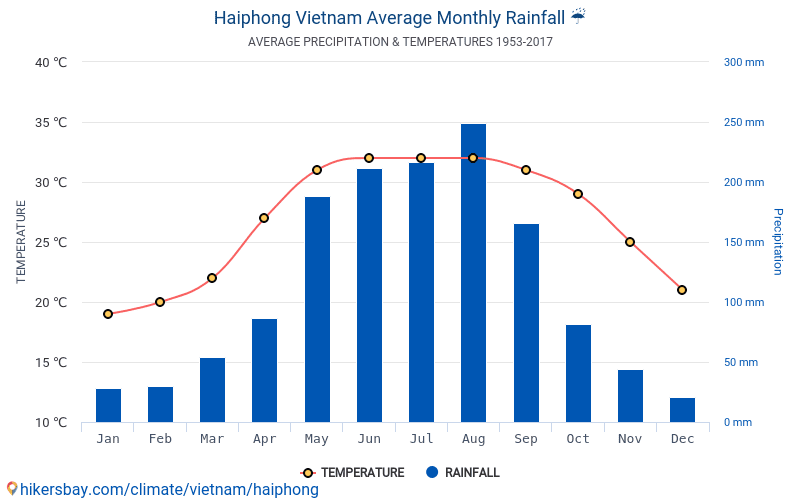 Haiphong Vietnam Average Monthly Rainfall ☔
AVERAGE PRECIPITATION & TEMPERATURES 1953-2017
40 °C
35 °C
30 °C
25 °C
20 °C
15 °C
10 °C
TEMPERATURE
300 mm
250 mm
200 mm
150 mm
100 mm
50 mm
0 mm
Precipitation
Jan Feb Mar Apr May Jun Jul Aug Sep Oct Nov Dec
TEMPERATURE RAINFALL
hikersbay.com/climate/vietnam/haiphong